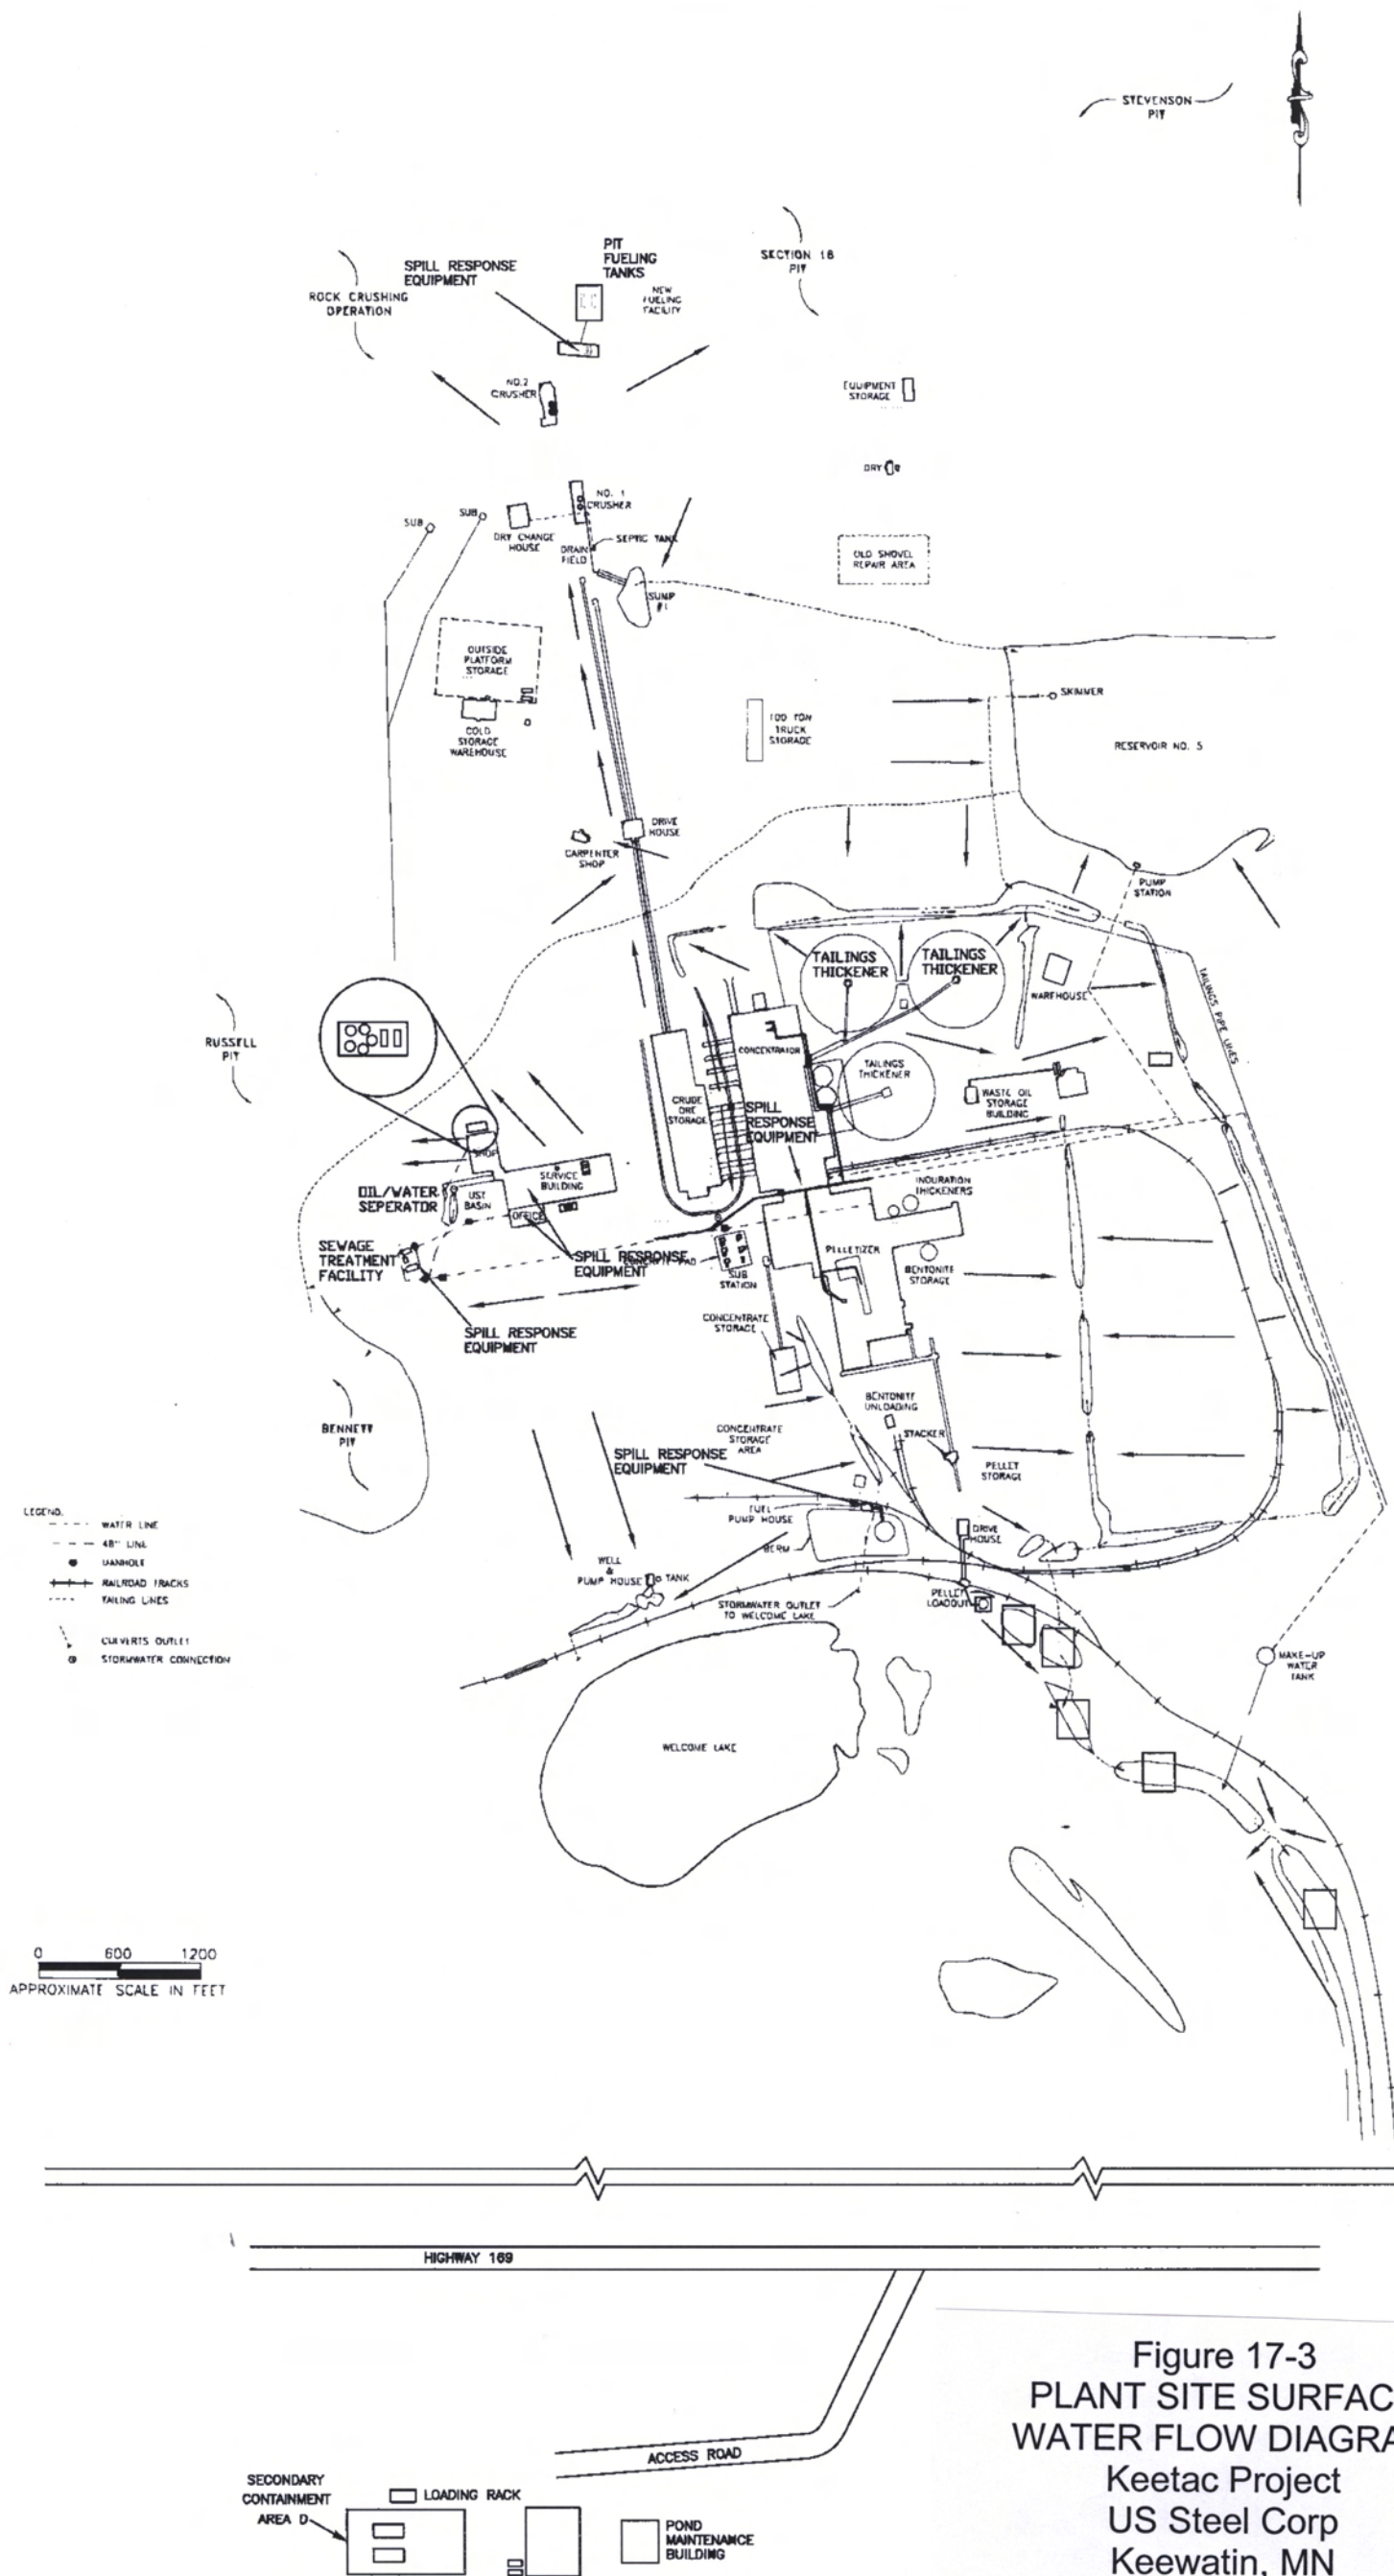 STEVENSON
PIT
SECTION 18
PIT
PIT
FUELING
TANKS
SPILL RESPONSE
EQUIPMENT
NEW
FUELING
FACILITY
ROCK CRUSHING
OPERATION
NO.2
CRUSHER
EQUIPMENT
STORAGE
DRY
NO. 1
CRUSHER
SUB
SUB
DRY CHANGE
HOUSE
SEPTIC TANK
DRAIN
FIELD
OLD SHOVEL
REPAIR AREA
SUMP
#1
OUTSIDE
PLATFORM
STORAGE
COLD
STORAGE
WAREHOUSE
SKIMMER
100 TON
TRUCK
STORAGE
RESERVOIR NO. 5
DRIVE
HOUSE
CARPENTER
SHOP
PUMP
STATION
TAILINGS
THICKENER
TAILINGS
THICKENER
WAREHOUSE
TAILINGS PIPE LINES
RUSSELL
PIT
CONCENTRATOR
TAILINGS
THICKENER
CRUDE
ORE
STORAGE
SPILL
RESPONSE
EQUIPMENT
WASTE OIL
STORAGE
BUILDING
SHOP
SERVICE
BUILDING
OIL/WATER
SEPERATOR
UST
BASIN
OFFICE
INDURATION
THICKENERS
SEWAGE
TREATMENT
FACILITY
SPILL RESPONSE
EQUIPMENT
CONCRETE PAD
SUB
STATION
PELLETIZER
BENTONITE
STORAGE
SPILL RESPONSE
EQUIPMENT
CONCENTRATE
STORAGE
BENTONITE
UNLOADING
BENNETT
PIT
CONCENTRATE
STORAGE
AREA
STACKER
SPILL RESPONSE
EQUIPMENT
PELLET
STORAGE
LEGEND:
WATER LINE
48" LINE
MANHOLE
RAILROAD TRACKS
TAILING LINES
CULVERTS OUTLET
STORMWATER CONNECTION
FUEL
PUMP HOUSE
DRIVE
HOUSE
BERM
WELL
&
PUMP HOUSE
TANK
STORMWATER OUTLET
TO WELCOME LAKE
PELLET
LOADOUT
MAKE-UP
WATER
TANK
WELCOME LAKE
0 600 1200
APPROXIMATE SCALE IN FEET
HIGHWAY 169
ACCESS ROAD
SECONDARY
CONTAINMENT
AREA D
LOADING RACK
POND
MAINTENANCE
BUILDING
Figure 17-3
PLANT SITE SURFAC
WATER FLOW DIAGRA
Keetac Project
US Steel Corp
Keewatin, MN